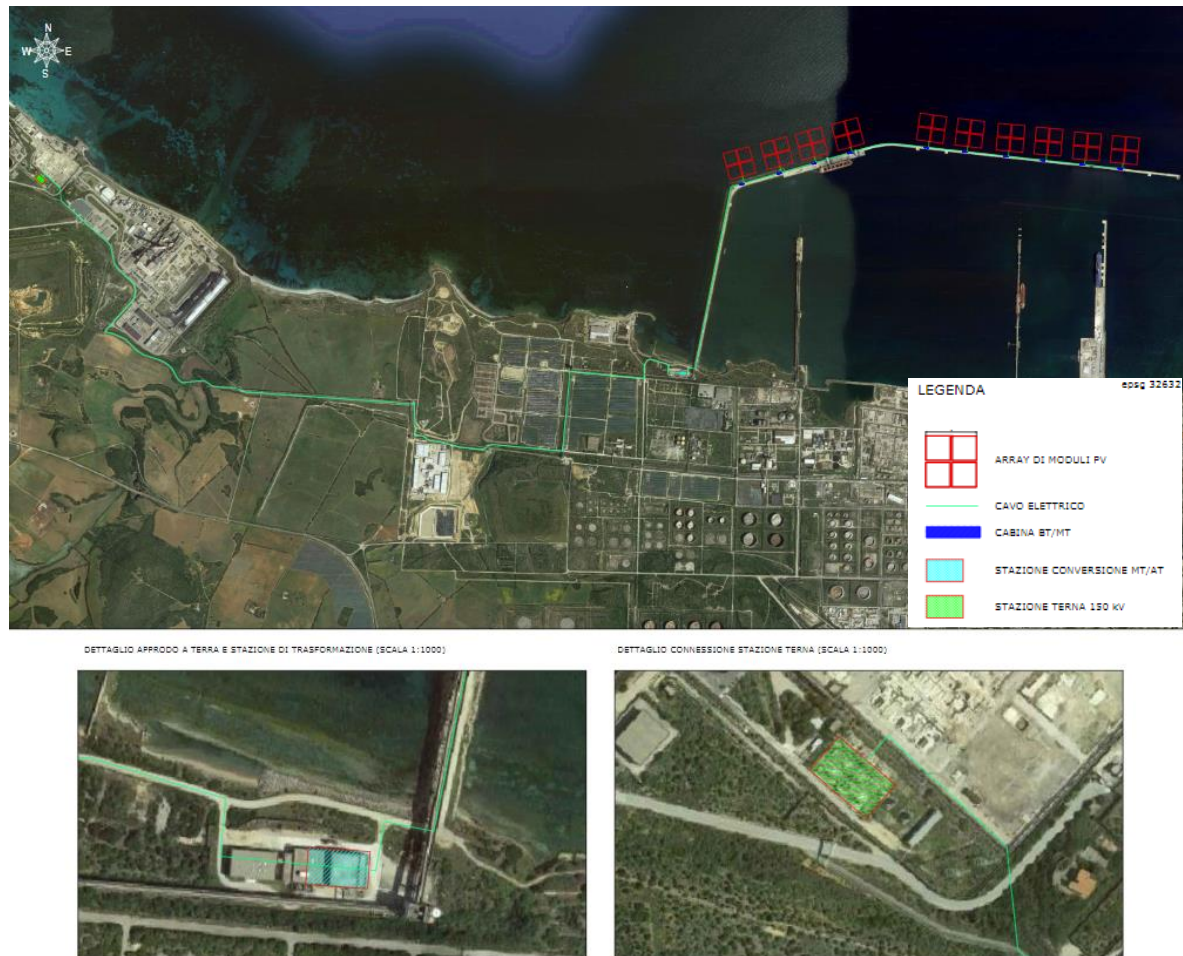 N
W E
S
LEGENDA epsg 32632
ARRAY DI MODULI PV
CAVO ELETTRICO
CABINA BT/MT
STAZIONE CONVERSIONE MT/AT
STAZIONE TERNA 150 kV
DETTAGLIO APPRODO A TERRA E STAZIONE DI TRASFORMAZIONE (SCALA 1:1000)
DETTAGLIO CONNESSIONE STAZIONE TERNA (SCALA 1:1000)